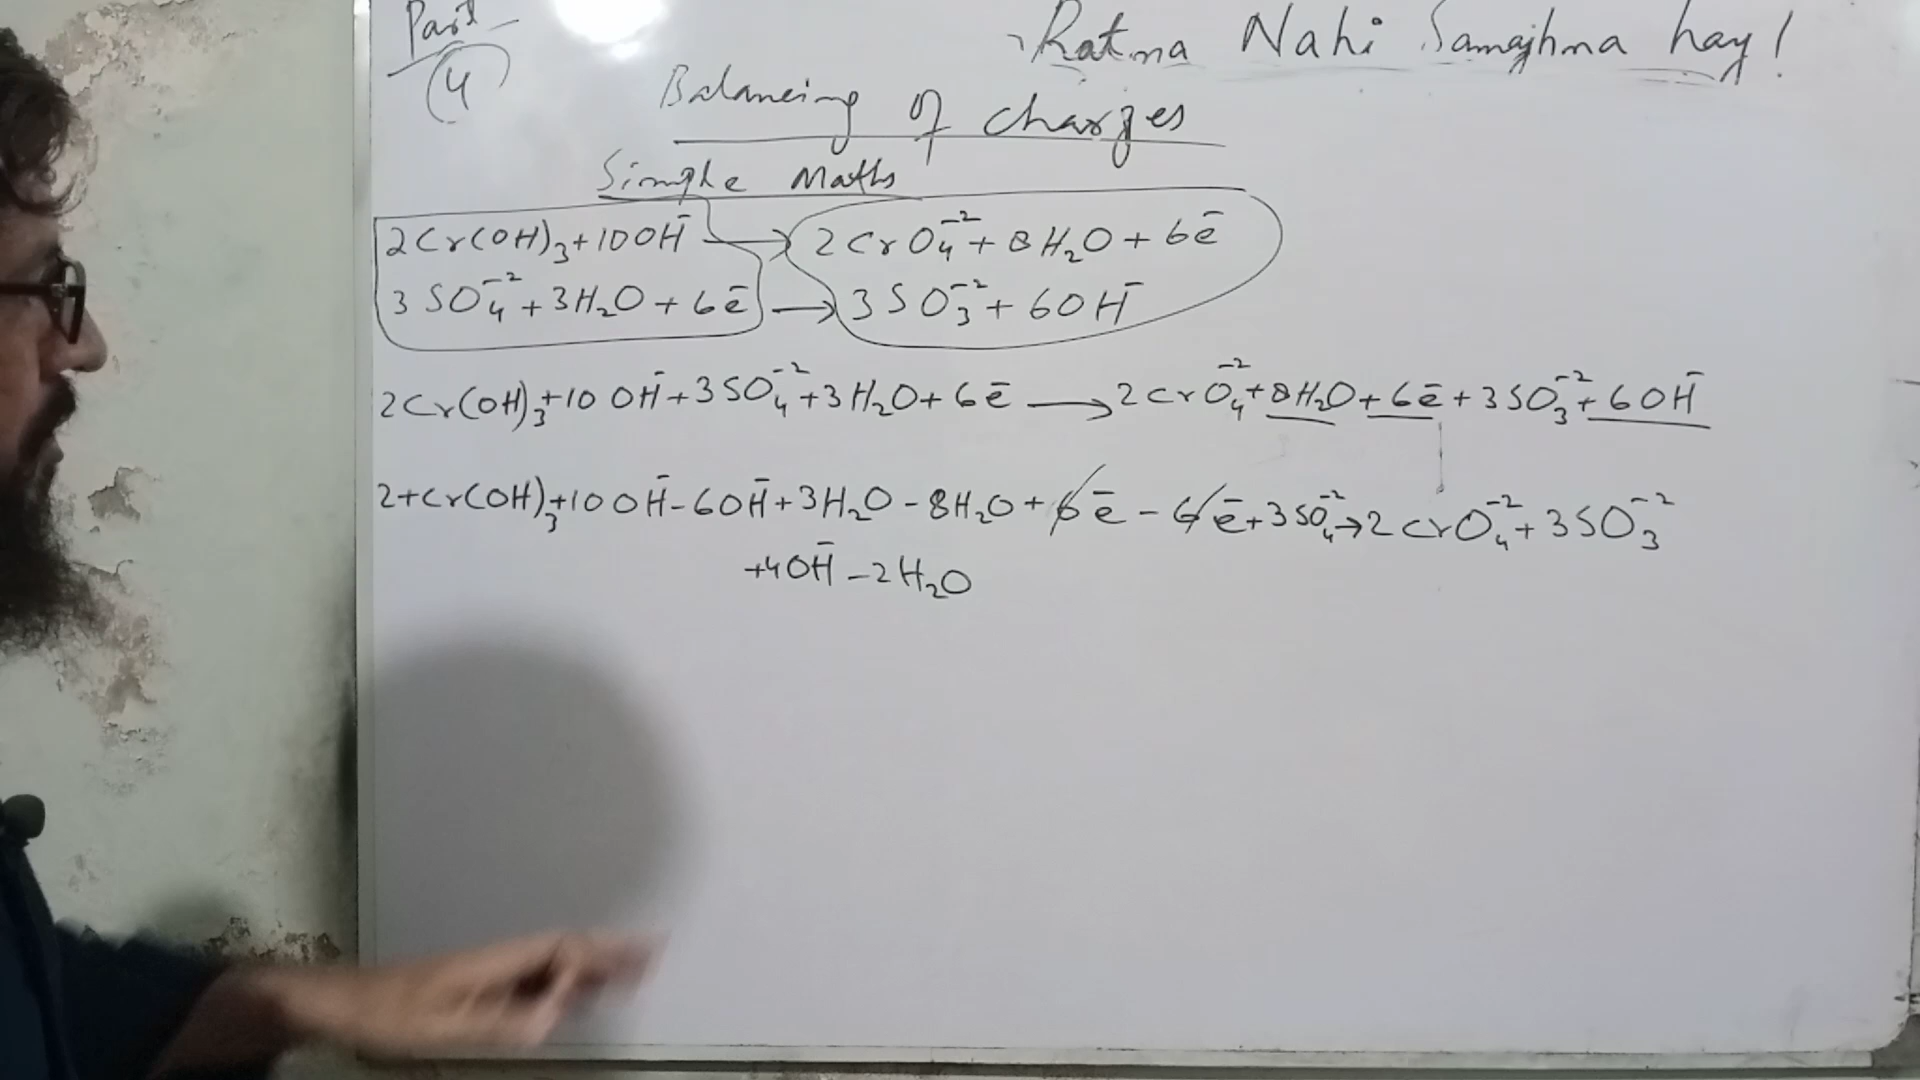 Part
(4)
Ratna Nahi Samajhna hay!
Balancing of charges
Simple Maths
2Cr(OH)₃+10OH⁻ → 2CrO₄⁻²+8H₂O+6e⁻
3SO₄⁻²+3H₂O+6e⁻ → 3SO₃⁻²+6OH⁻
2Cr(OH)₃+10OH⁻+3SO₄⁻²+3H₂O+6e⁻ → 2CrO₄⁻²+8H₂O+6e⁻+3SO₃⁻²+6OH⁻
2+Cr(OH)₃+10OH⁻-6OH⁻+3H₂O-8H₂O+6e⁻-6e⁻+3SO₄⁻²→2CrO₄⁻²+3SO₃⁻²
+4OH⁻-2H₂O